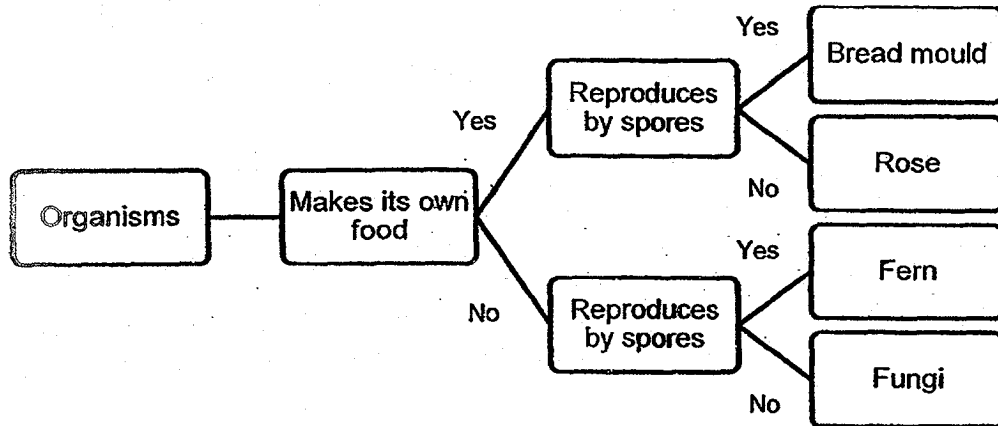 Yes
Bread mould
Reproduces
by spores
Yes
No
Rose
Organisms
Makes its own
food
Yes
Fern
No
Reproduces
by spores
No
Fungi